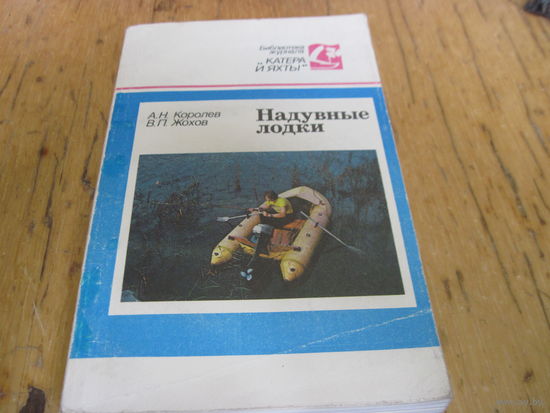 Библиотека
журнала
„КАТЕРА
И ЯХТЫ"
А.Н. Королев
В.П. Жохов
Надувные
лодки